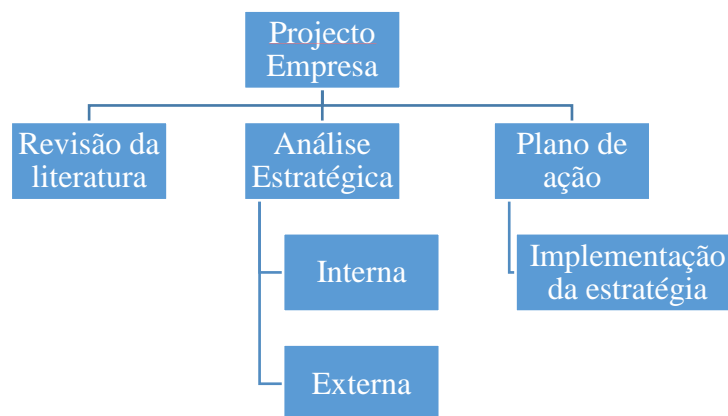 Projecto
Empresa
Revisão da
literatura
Análise
Estratégica
Plano de
ação
Interna
Implementação
da estratégia
Externa